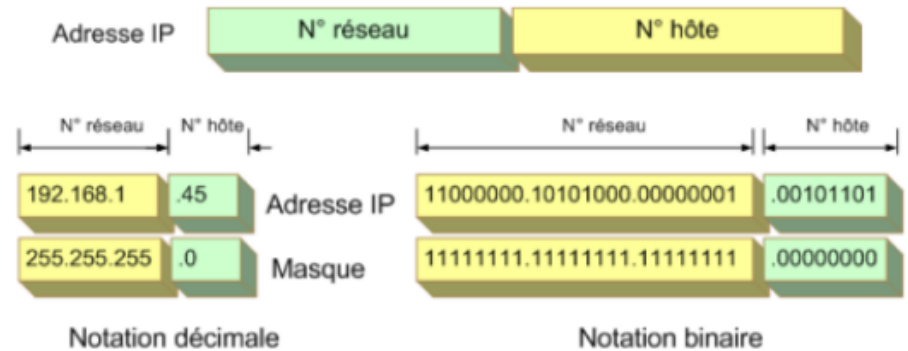 Adresse IP N° réseau N° hôte
N° réseau N° hôte N° réseau N° hôte
192.168.1 .45 Adresse IP 11000000.10101000.00000001 .00101101
255.255.255 .0 Masque 11111111.11111111.11111111 .00000000
Notation décimale Notation binaire